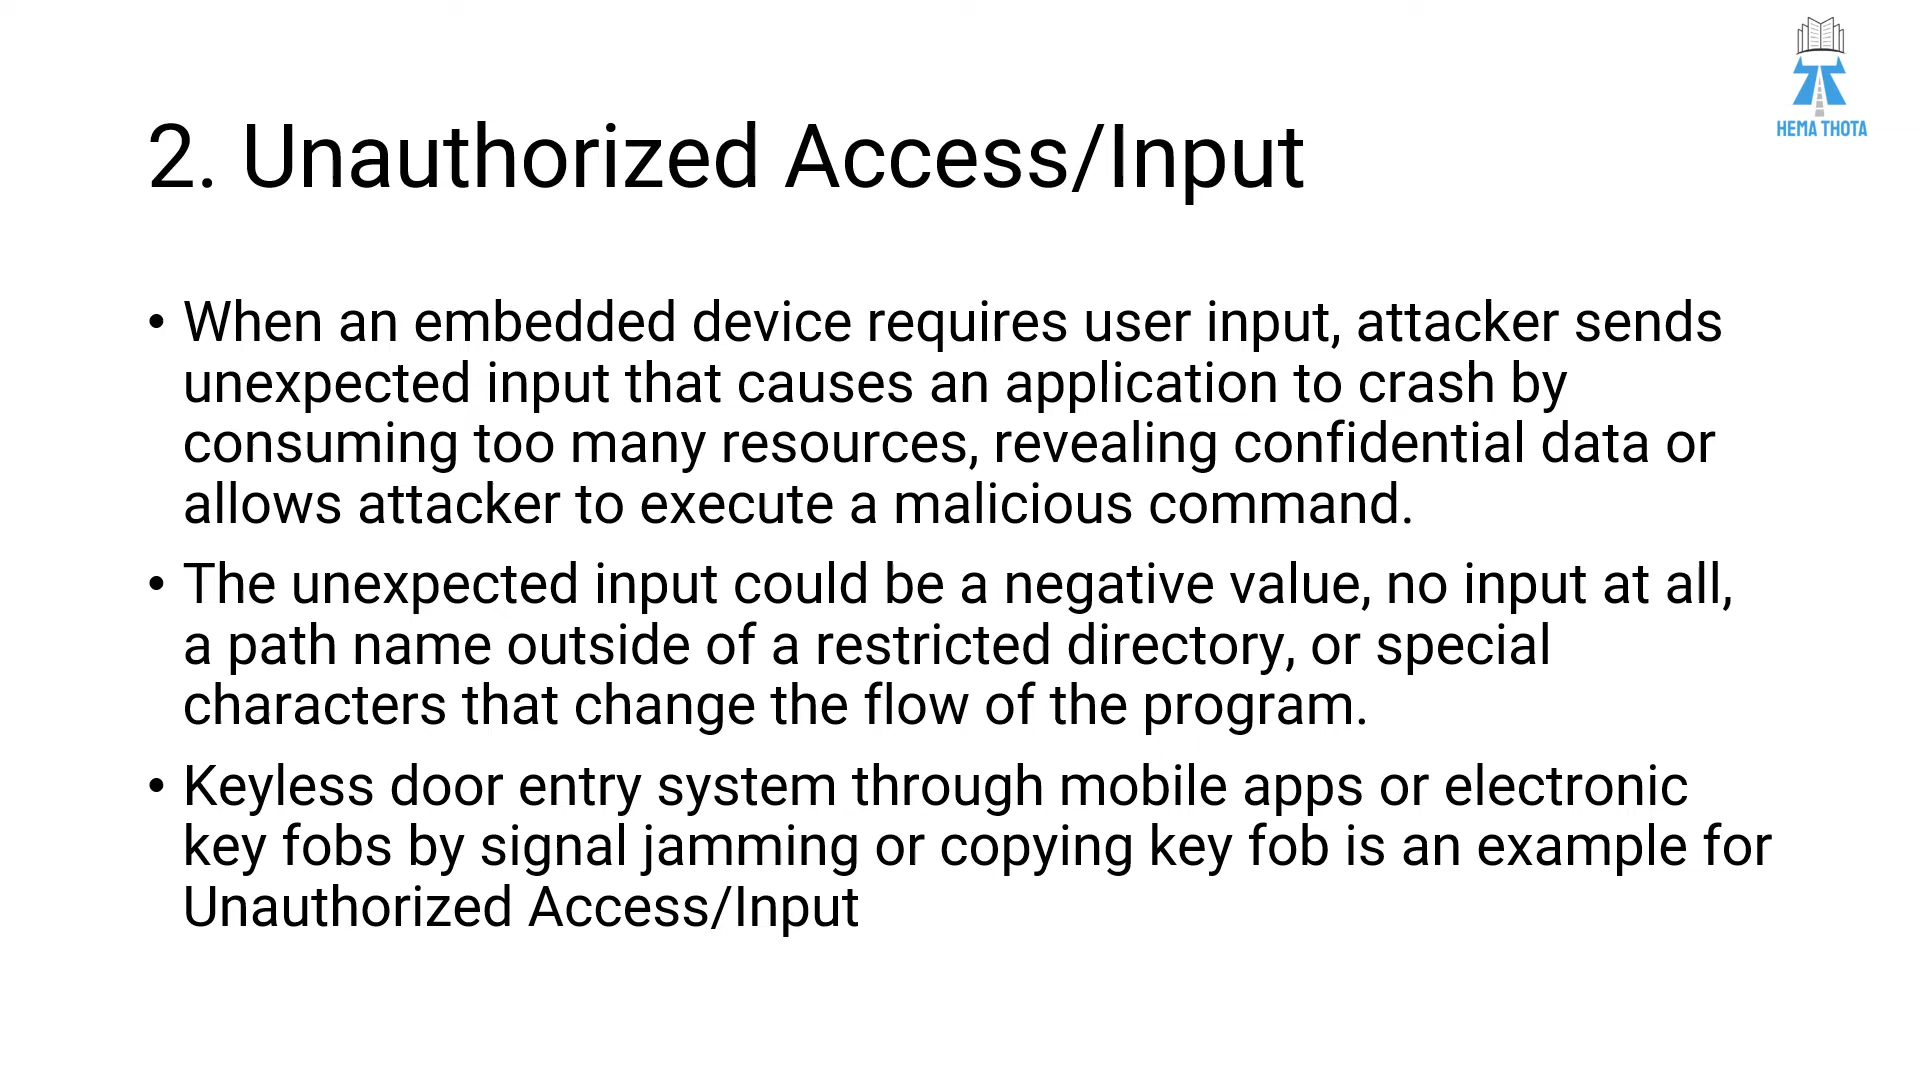 HEMA THOTA
2. Unauthorized Access/Input
• When an embedded device requires user input, attacker sends
unexpected input that causes an application to crash by
consuming too many resources, revealing confidential data or
allows attacker to execute a malicious command.
• The unexpected input could be a negative value, no input at all,
a path name outside of a restricted directory, or special
characters that change the flow of the program.
• Keyless door entry system through mobile apps or electronic
key fobs by signal jamming or copying key fob is an example for
Unauthorized Access/Input